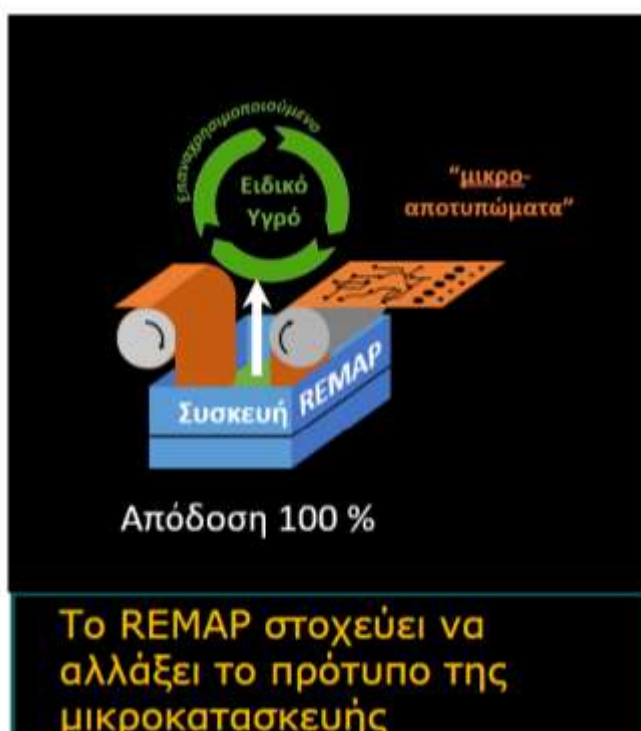 Επαναχρησιμοποιούμενο
Ειδικό
Υγρό
“μικρο-
αποτυπώματα”
Συσκευή
REMAP
Απόδοση 100 %
Το REMAP στοχεύει να
αλλάξει το πρότυπο της
μικροκατασκευής